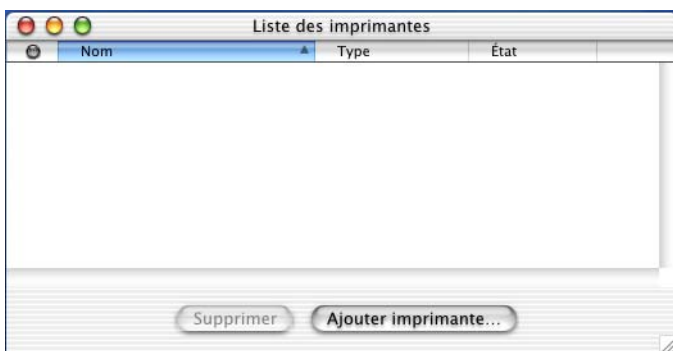 Liste des imprimantes
Nom Type État
Supprimer Ajouter imprimante...